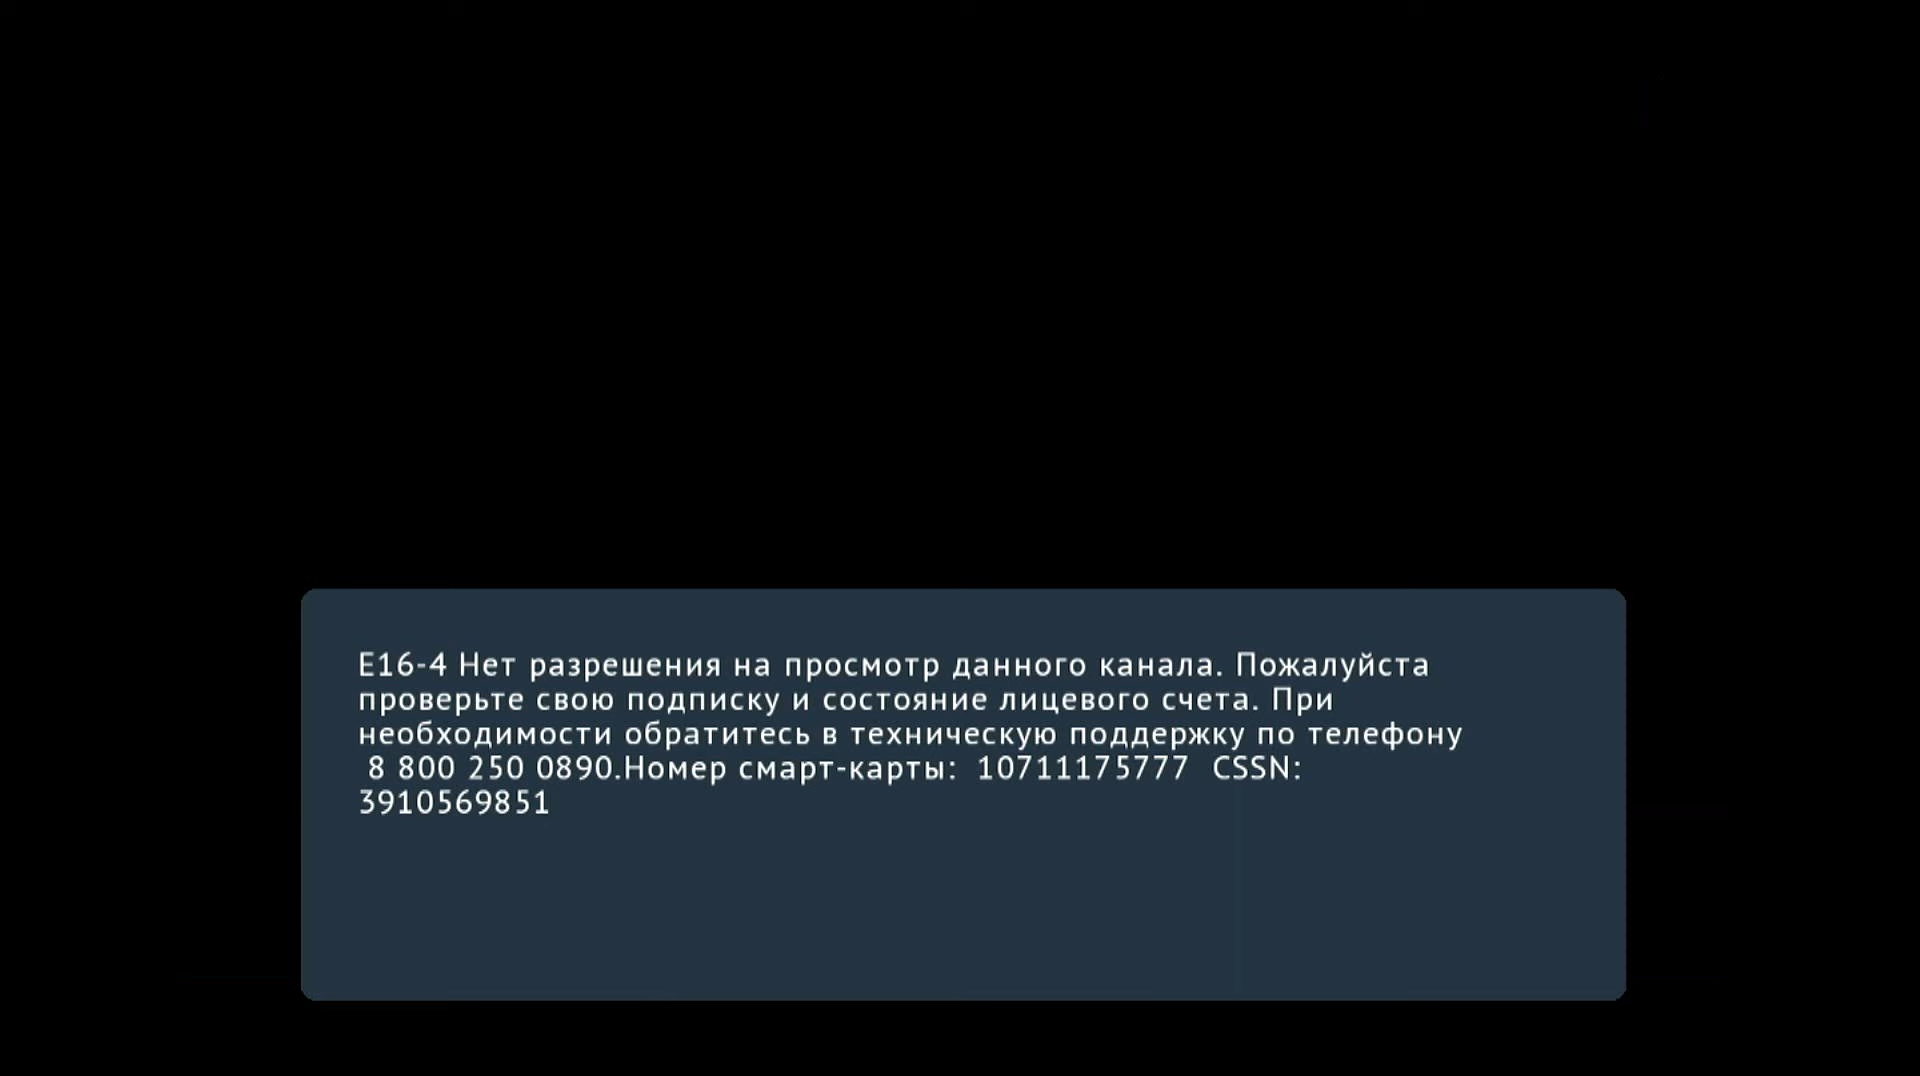 E16-4 Нет разрешения на просмотр данного канала. Пожалуйста
проверьте свою подписку и состояние лицевого счета. При
необходимости обратитесь в техническую поддержку по телефону
8 800 250 0890.Номер смарт-карты: 10711175777 CSSN:
3910569851